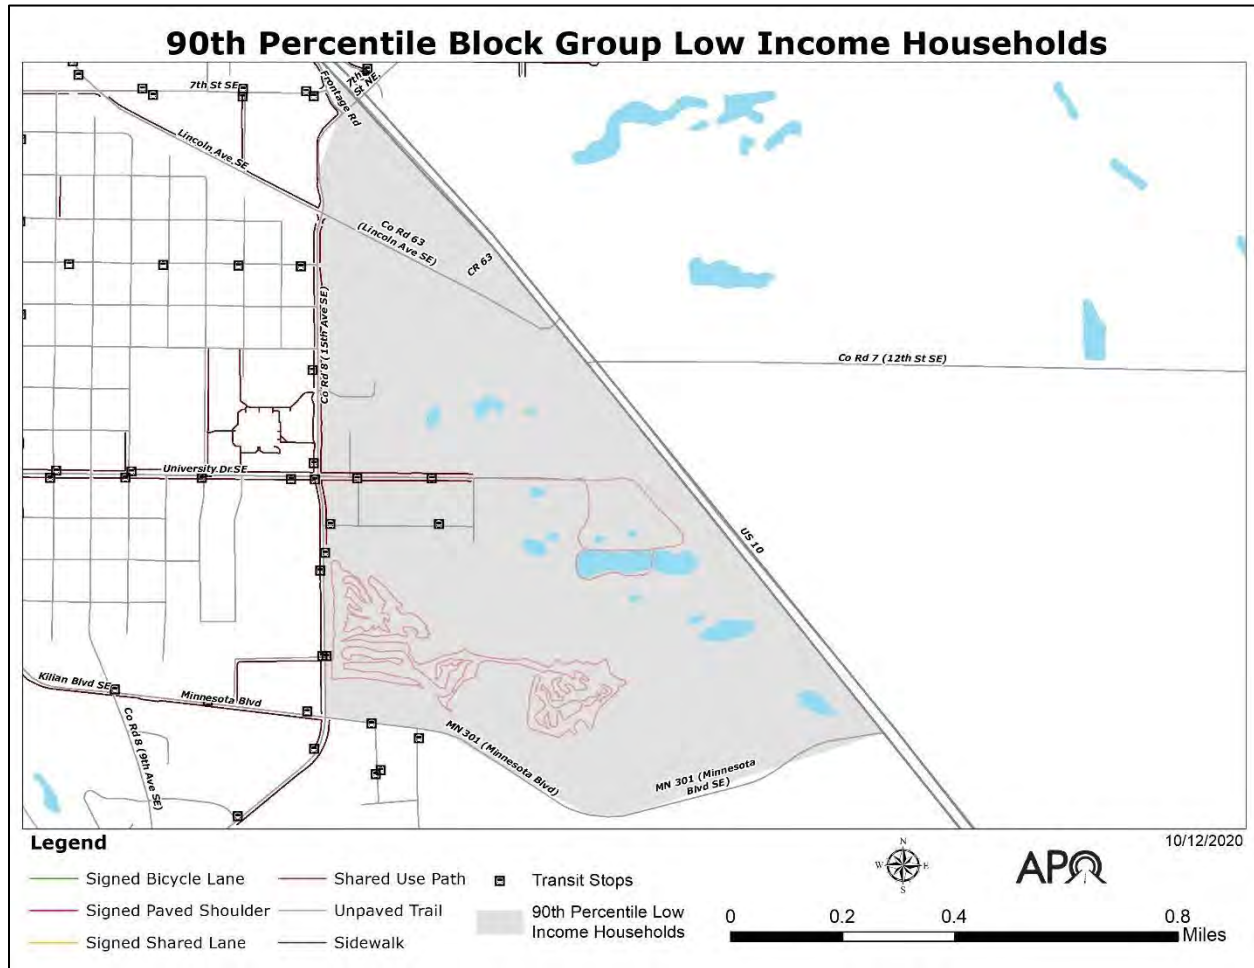 90th Percentile Block Group Low Income Households
7th St SE
Frontage Rd
7th St NE
Lincoln Ave SE
Co Rd 63
(Lincoln Ave SE)
CR 63
Co Rd 8 (15th Ave SE)
Co Rd 7 (12th St SE)
University Dr SE
US 10
Kilian Blvd SE
Minnesota Blvd
Co Rd 8 (9th Ave SE)
MN 301 (Minnesota Blvd)
MN 301 (Minnesota
Blvd SE)
10/12/2020
Legend
Signed Bicycle Lane
Signed Paved Shoulder
Signed Shared Lane
Shared Use Path
Unpaved Trail
Sidewalk
Transit Stops
90th Percentile Low
Income Households
N
W E
S
APO
0 0.2 0.4 0.8
Miles